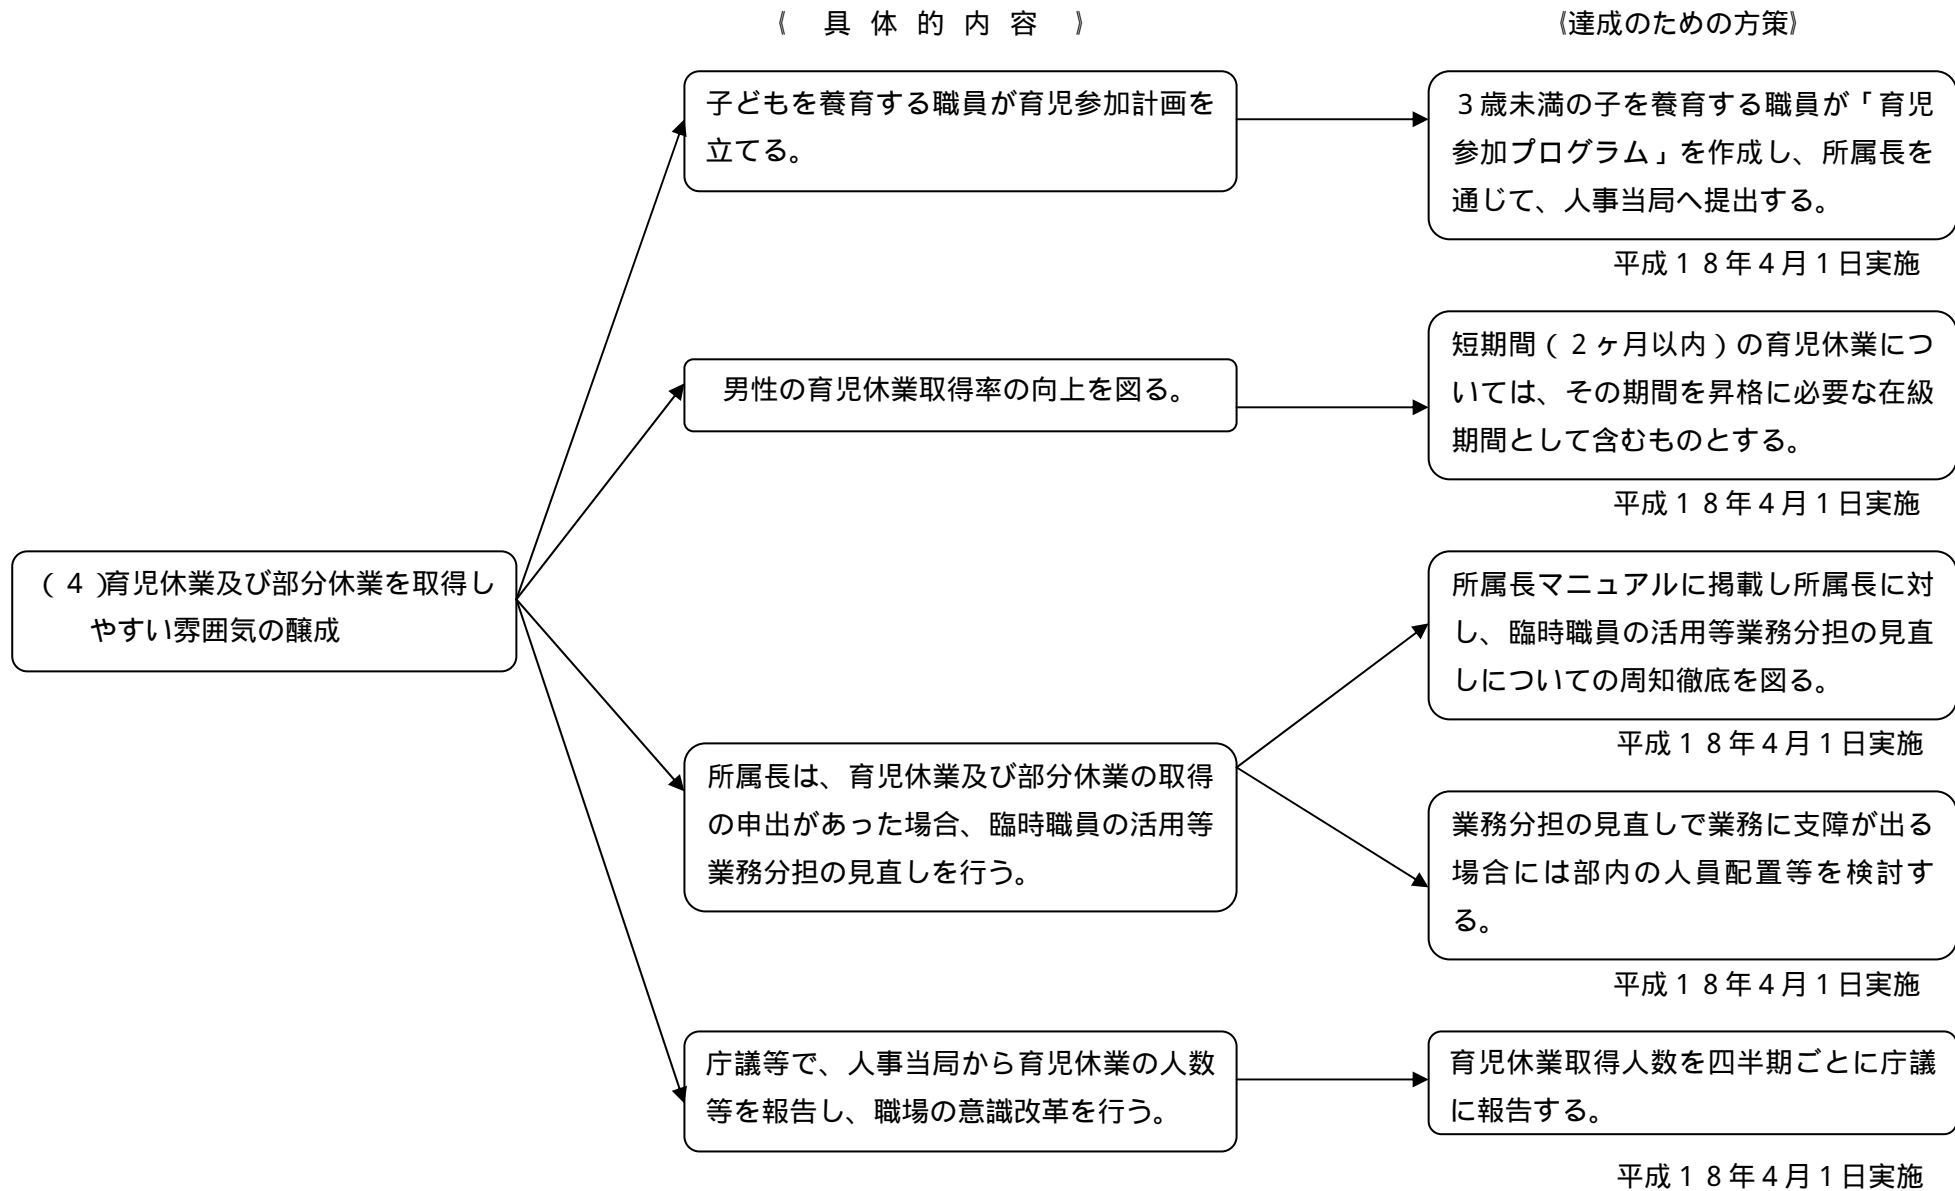 《 具 体 的 内 容 》
《達成のための方策》
子どもを養育する職員が育児参加計画を
立てる。
３歳未満の子を養育する職員が「育児
参加プログラム」を作成し、所属長を
通じて、人事当局へ提出する。
平成１８年４月１日実施
男性の育児休業取得率の向上を図る。
短期間（２ヶ月以内）の育児休業につ
いては、その期間を昇格に必要な在級
期間として含むものとする。
平成１８年４月１日実施
（４）育児休業及び部分休業を取得し
やすい雰囲気の醸成
所属長マニュアルに掲載し所属長に対
し、臨時職員の活用等業務分担の見直
しについての周知徹底を図る。
平成１８年４月１日実施
所属長は、育児休業及び部分休業の取得
の申出があった場合、臨時職員の活用等
業務分担の見直しを行う。
業務分担の見直しで業務に支障が出る
場合には部内の人員配置等を検討す
る。
平成１８年４月１日実施
庁議等で、人事当局から育児休業の人数
等を報告し、職場の意識改革を行う。
育児休業取得人数を四半期ごとに庁議
に報告する。
平成１８年４月１日実施